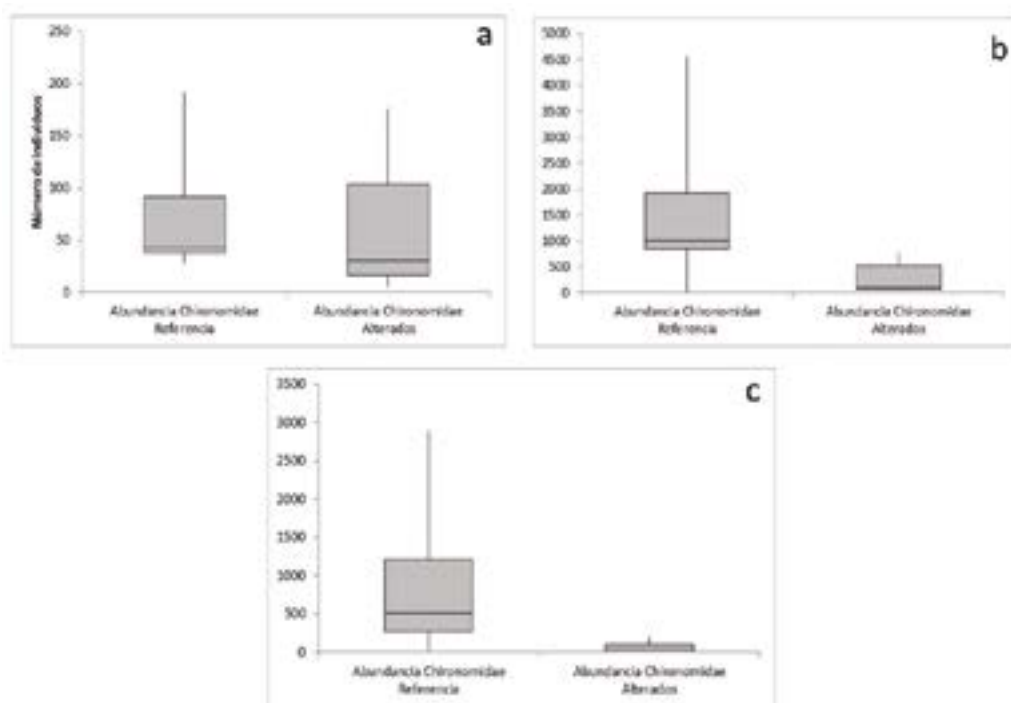 a
250
200
150
100
50
0
Número de Individuos
Abundancia Chironomidae
Referencia
Abundancia Chironomidae
Alterados
b
5000
4500
4000
3500
3000
2500
2000
1500
1000
500
0
Abundancia Chironomidae
Referencia
Abundancia Chironomidae
Alterados
c
3500
3000
2500
2000
1500
1000
500
0
Abundancia Chironomidae
Referencia
Abundancia Chironomidae
Alterados